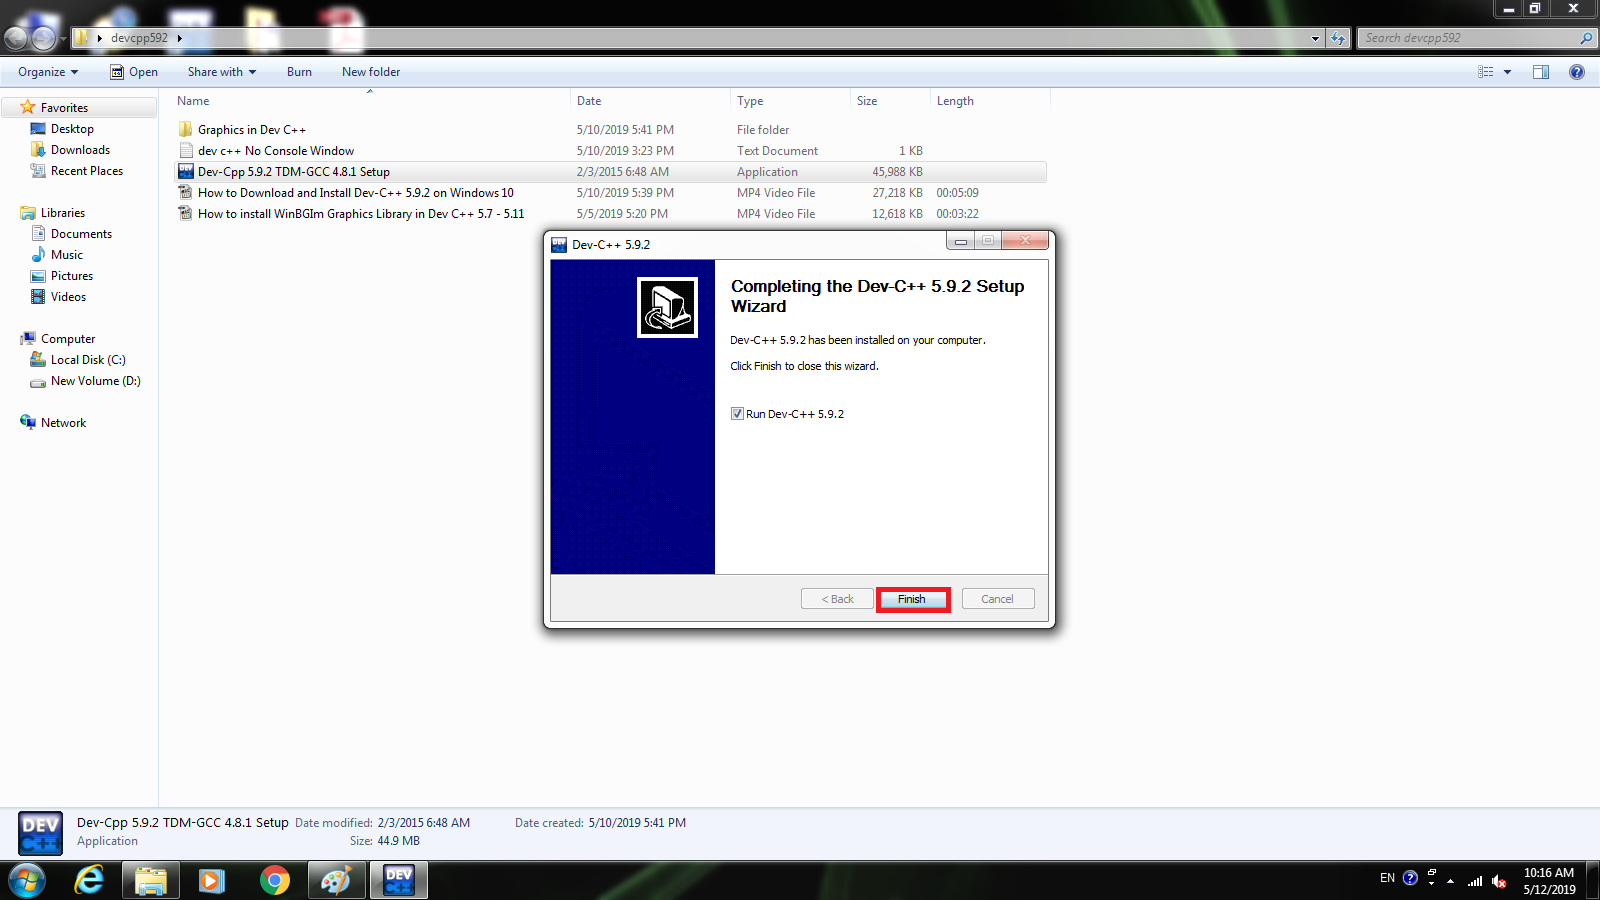 devcpp592
Search devcpp592
Organize
Open
Share with
Burn
New folder
Name
Date
Type
Size
Length
Favorites
Desktop
Downloads
Recent Places
Libraries
Documents
Music
Pictures
Videos
Computer
Local Disk (C:)
New Volume (D:)
Network
Graphics in Dev C++ 5/10/2019 5:41 PM File folder
dev c++ No Console Window 5/10/2019 3:23 PM Text Document 1 KB
Dev-Cpp 5.9.2 TDM-GCC 4.8.1 Setup 2/3/2015 6:48 AM Application 45,988 KB
How to Download and Install Dev-C++ 5.9.2 on Windows 10 5/10/2019 5:39 PM MP4 Video File 27,218 KB 00:05:09
How to install WinBGIm Graphics Library in Dev C++ 5.7 - 5.11 5/5/2019 5:20 PM MP4 Video File 12,618 KB 00:03:22
Dev-C++ 5.9.2
Completing the Dev-C++ 5.9.2 Setup
Wizard
Dev-C++ 5.9.2 has been installed on your computer.
Click Finish to close this wizard.
Run Dev-C++ 5.9.2
< Back
Finish
Cancel
DEV
C++
Dev-Cpp 5.9.2 TDM-GCC 4.8.1 Setup Date modified: 2/3/2015 6:48 AM Date created: 5/10/2019 5:41 PM
Application Size: 44.9 MB
DEV
C++
EN
10:16 AM
5/12/2019